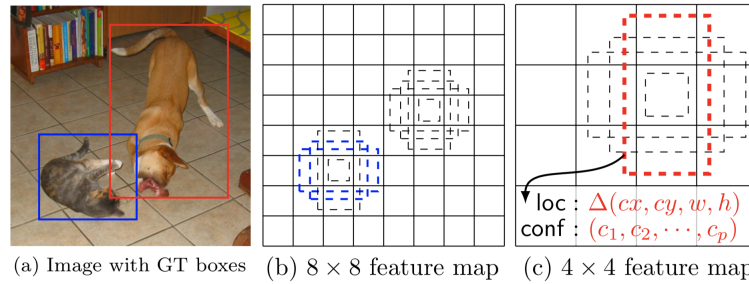 loc : Δ(cx, cy, w, h)
conf : (c₁, c₂, ⋯, cₚ)
(a) Image with GT boxes
(b) 8 × 8 feature map
(c) 4 × 4 feature map